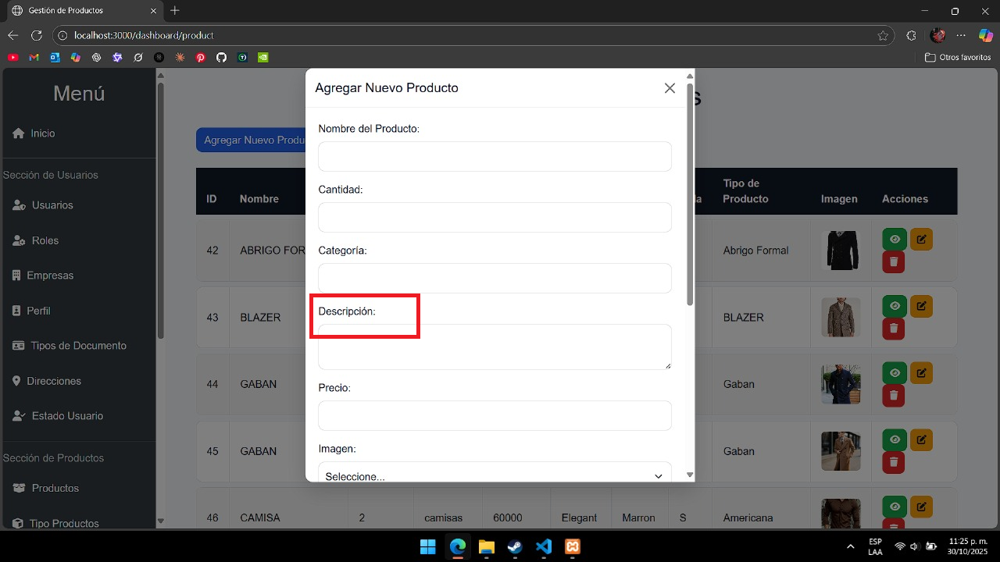 Gestión de Productos
localhost:3000/dashboard/product
Otros favoritos
Menú
Inicio
Sección de Usuarios
Usuarios
Roles
Empresas
Perfil
Tipos de Documento
Direcciones
Estado Usuario
Sección de Productos
Productos
Tipo Productos
s
Agregar Nuevo Produ
ID Nombre a Tipo de Producto Imagen Acciones
42 ABRIGO FOR Abrigo Formal
43 BLAZER BLAZER
44 GABAN Gaban
45 GABAN Gaban
46 CAMISA 2 camisas 60000 Elegant Marron S Americana
Agregar Nuevo Producto
Nombre del Producto:
Cantidad:
Categoría:
Descripción:
Precio:
Imagen:
Seleccione...
ESP
LAA
11:25 p. m.
30/10/2025